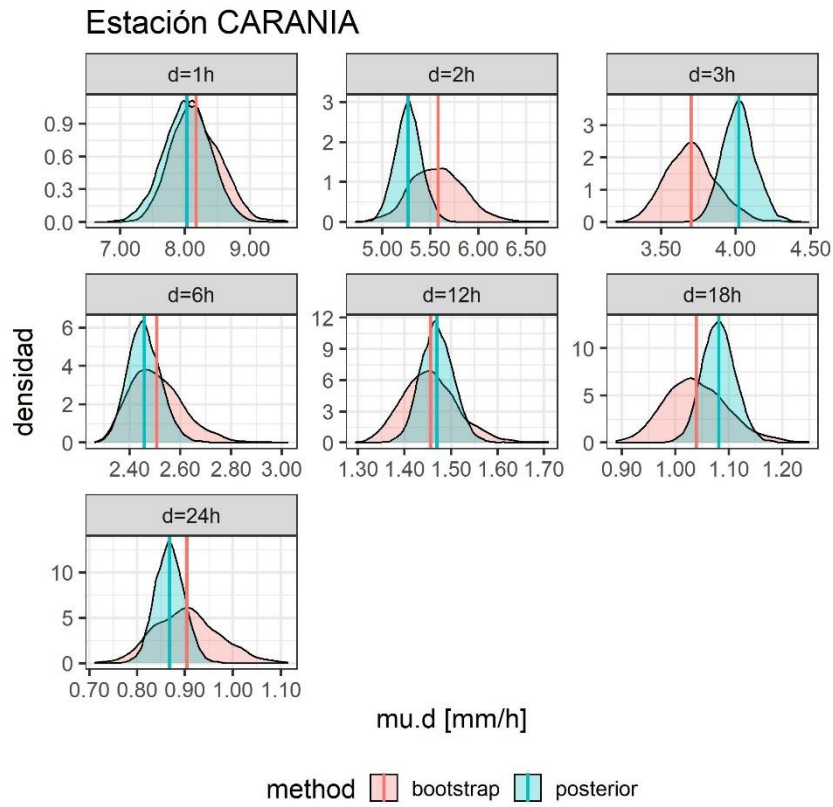 Estación CARANIA
d=1h d=2h d=3h
0.9 3 3
0.6 2 2
0.3 1 1
0.0 0 0
7.00 8.00 9.00 5.00 5.50 6.00 6.50 3.50 4.00 4.50
d=6h d=12h d=18h
6 12 10
4 9 5
2 6 0
0 3
0
2.40 2.60 2.80 3.00 1.30 1.40 1.50 1.60 1.70 0.90 1.00 1.10 1.20
d=24h
10
5
0
0.70 0.80 0.90 1.00 1.10
densidad
mu.d [mm/h]
method bootstrap posterior